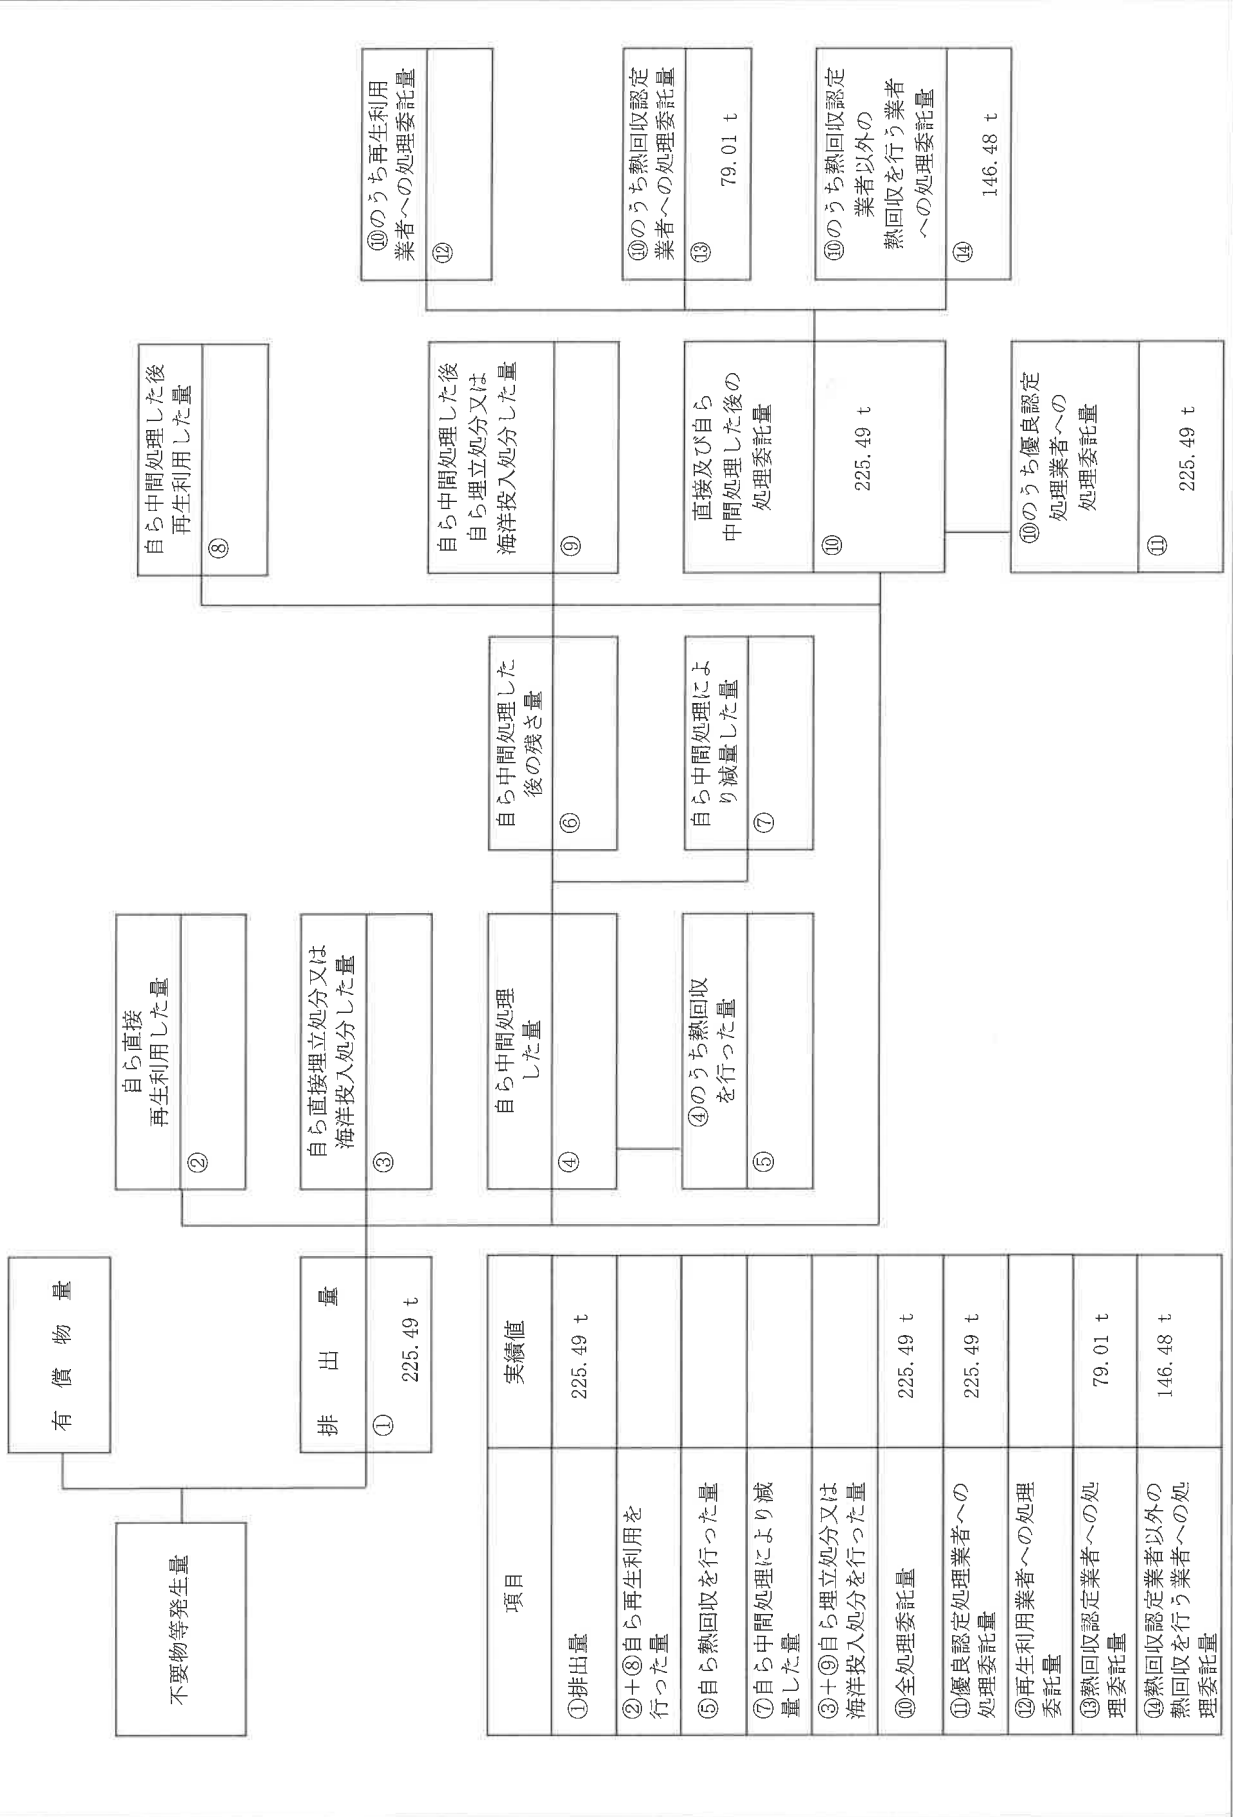 有償物量
不要物等発生量
排出量
①
225.49 t
自ら直接
再生利用した量
②
自ら直接埋立処分又は
海洋投入処分した量
③
自ら中間処理
した量
④
④のうち熱回収
を行った量
⑤
自ら中間処理した
後の残さ量
⑥
自ら中間処理によ
り減量した量
⑦
自ら中間処理した後
再生利用した量
⑧
自ら中間処理した後
自ら埋立処分又は
海洋投入処分した量
⑨
直接及び自ら
中間処理した後の
処理委託量
⑩
225.49 t
⑩のうち優良認定
処理業者への
処理委託量
⑪
225.49 t
⑩のうち再生利用
業者への処理委託量
⑫
⑩のうち熱回収認定
業者への処理委託量
⑬
79.01 t
⑩のうち熱回収認定
業者以外の
熱回収を行う業者
への処理委託量
⑭
146.48 t
項目 実績値
①排出量 225.49 t
②+⑧自ら再生利用を
行った量
⑤自ら熱回収を行った量
⑦自ら中間処理により減
量した量
③+⑨自ら埋立処分又は
海洋投入処分を行った量
⑩全処理委託量 225.49 t
⑪優良認定処理業者への
処理委託量 225.49 t
⑫再生利用業者への処理
委託量
⑬熱回収認定業者への処
理委託量 79.01 t
⑭熱回収認定業者以外の
熱回収を行う業者への処
理委託量 146.48 t